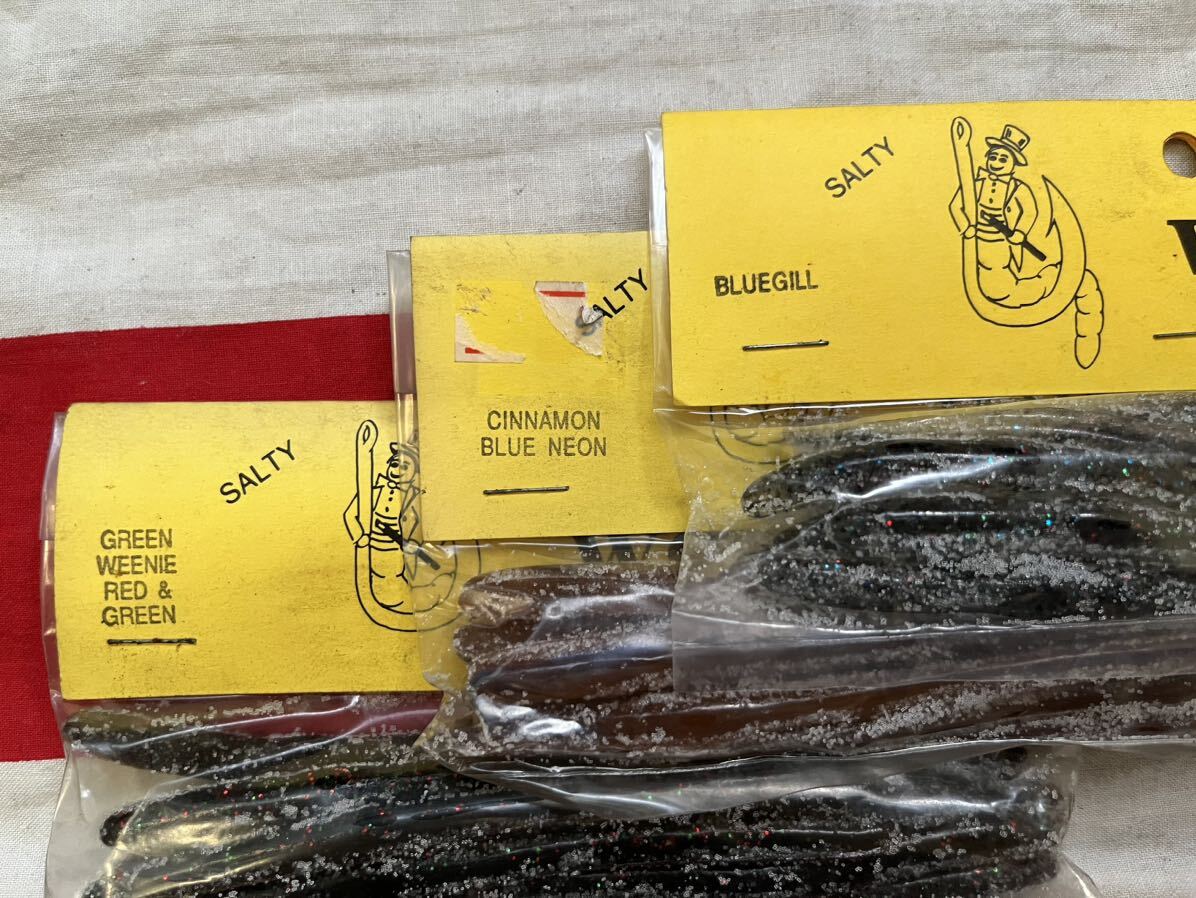 SALTY
BLUEGILL
SALTY
CINNAMON
BLUE NEON
SALTY
GREEN
WEENIE
RED &
GREEN